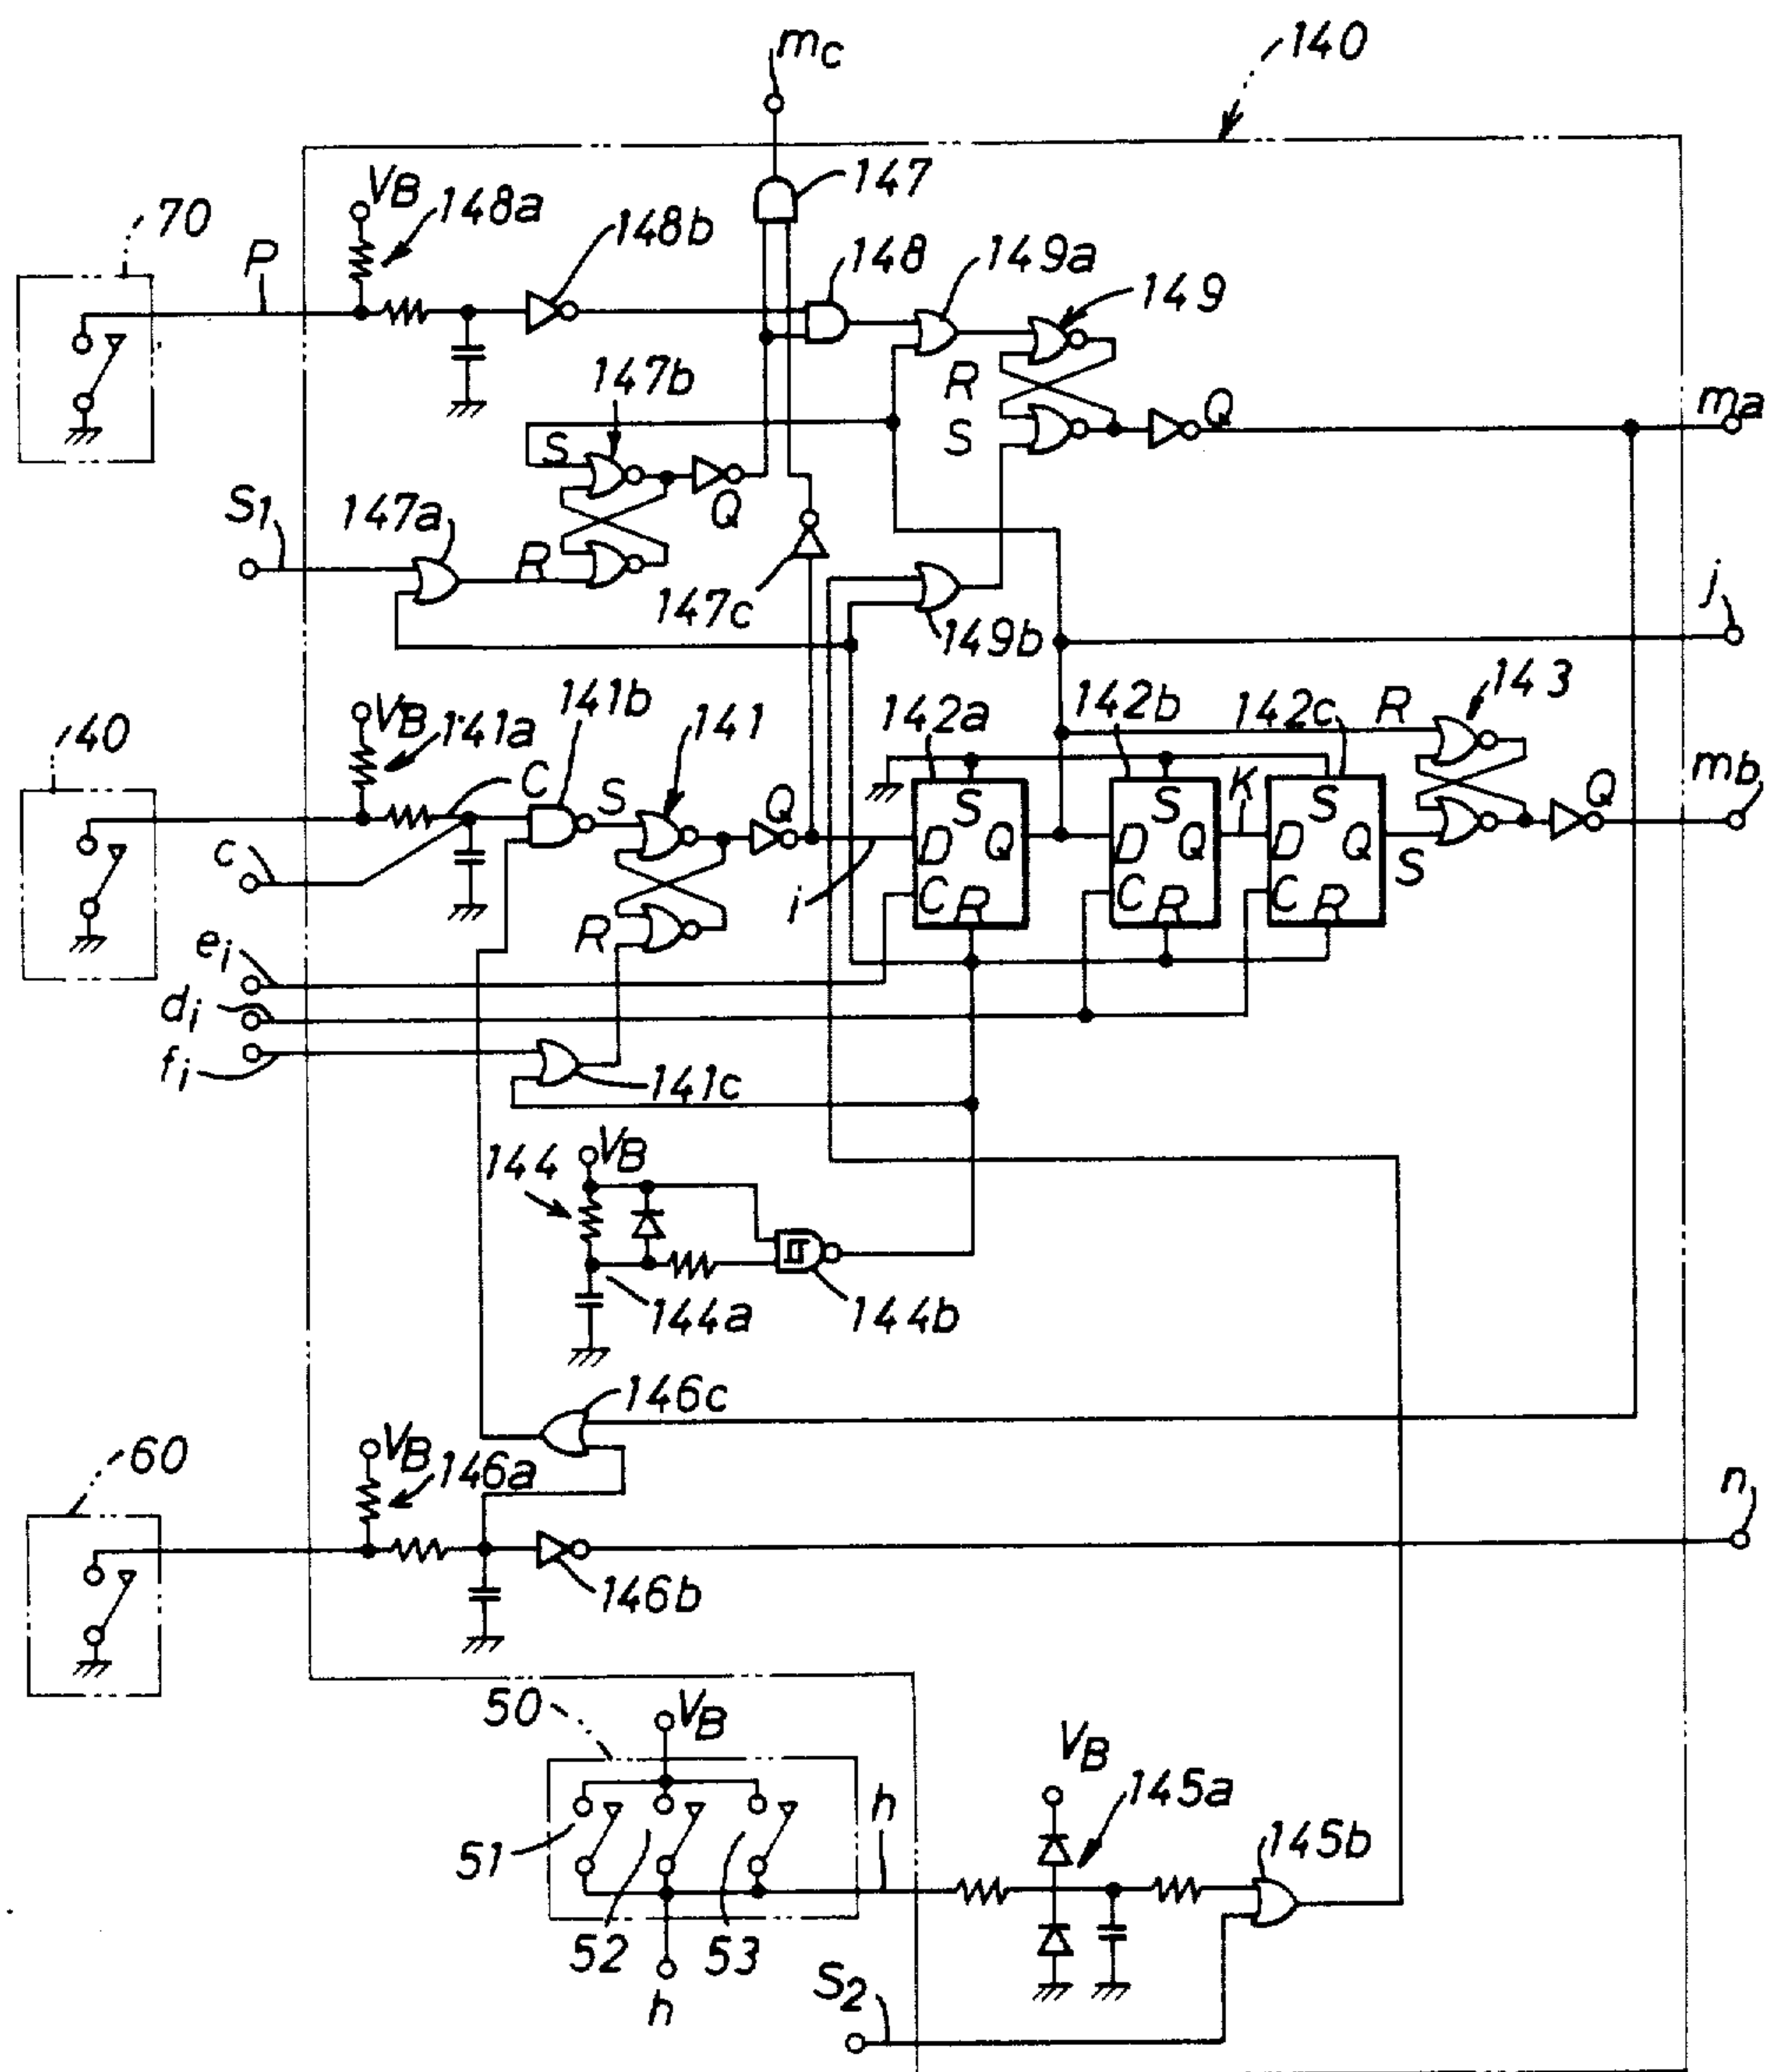 mc
140
VB
148a
70
P
148b
147
148
149a
149
R
S
Q
ma
147b
S
Q
S1
147a
R
147c
149b
j
40
VB
141a
C
141b
S
141
Q
142a
142b
142c
R
143
Q
mb
c
i
S
D
Q
C
R
S
D
Q
C
R
K
S
D
Q
C
R
S
R
ei
di
fi
141c
144
VB
144a
144b
146c
60
VB
146a
146b
n
50
VB
51
52
53
h
h
VB
145a
145b
S2